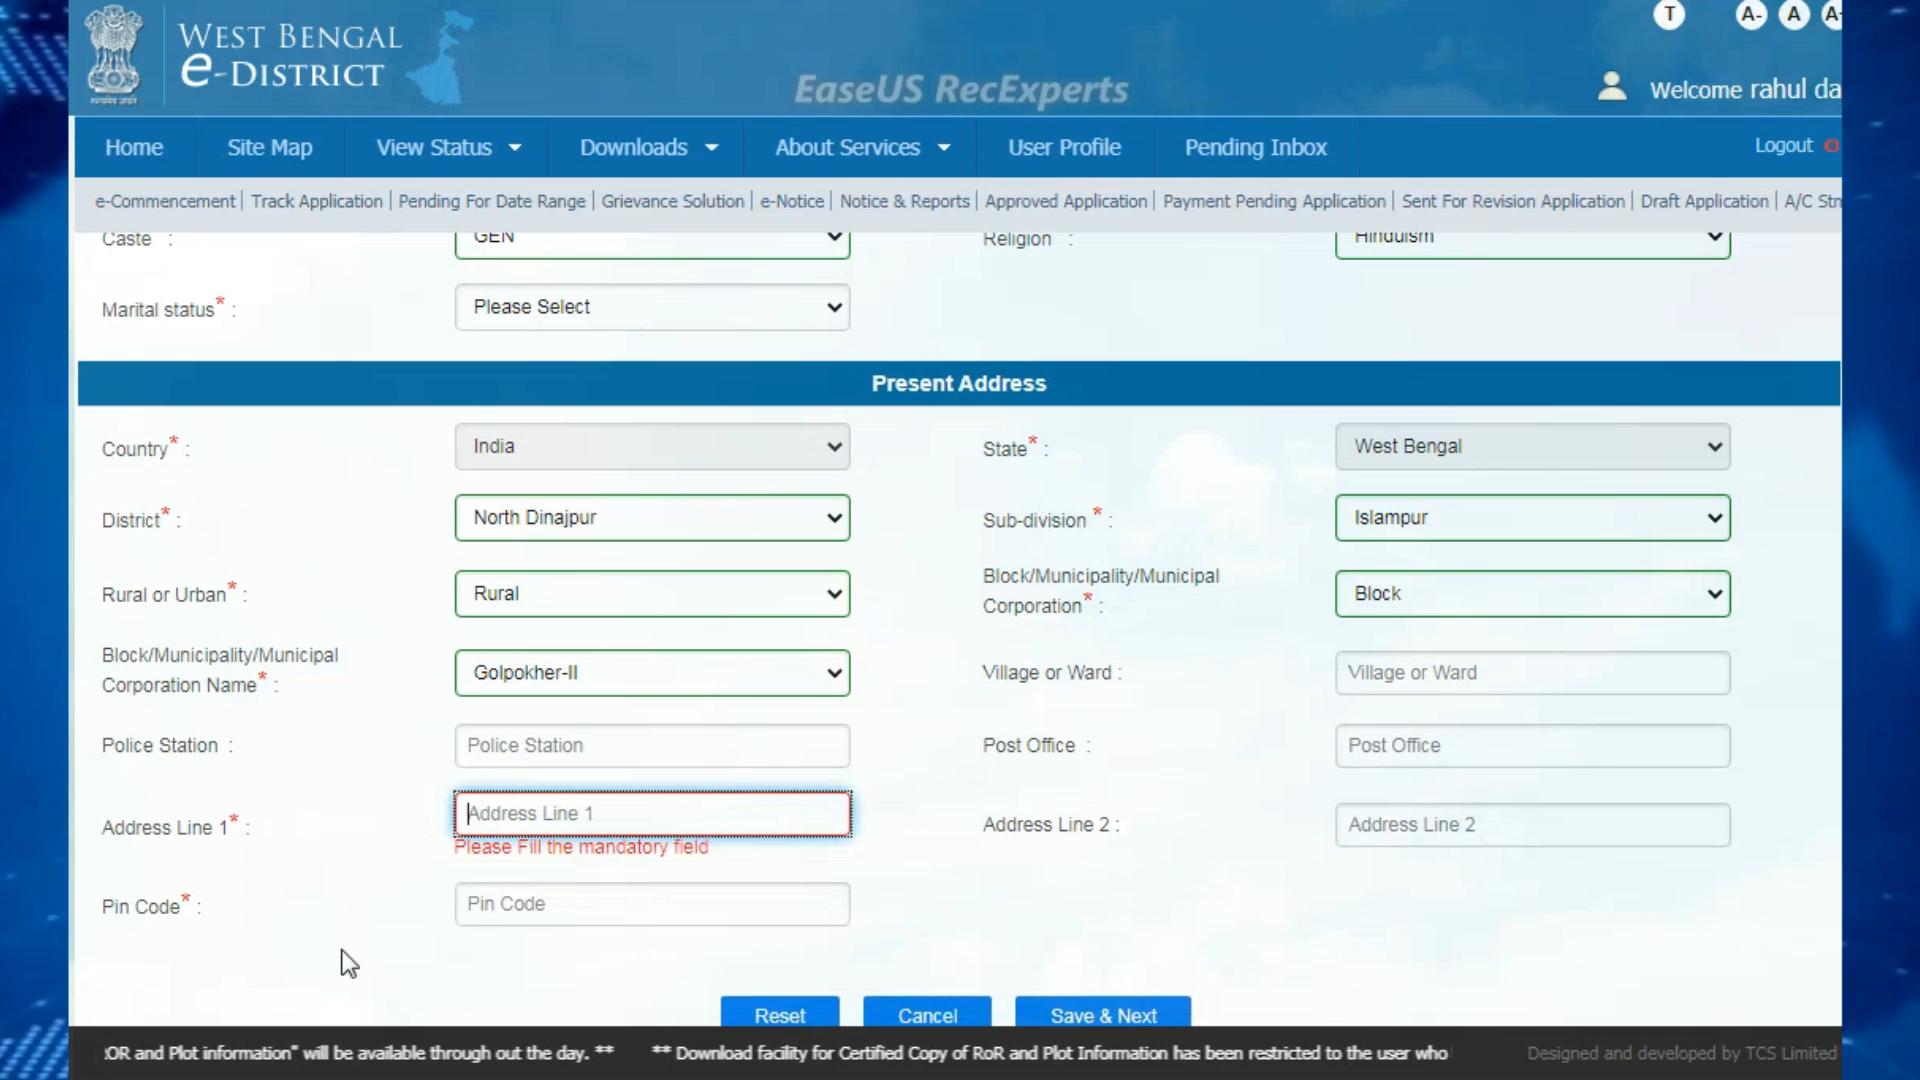 T A- A A+
WEST BENGAL
e-DISTRICT
EaseUS RecExperts
Welcome rahul da
Home Site Map View Status Downloads About Services User Profile Pending Inbox Logout
e-Commencement| Track Application | Pending For Date Range | Grievance Solution | e-Notice | Notice & Reports | Approved Application | Payment Pending Application | Sent For Revision Application | Draft Application | A/C Stm
Caste : GEN Religion : Hinduism
Marital status* : Please Select
Present Address
Country* : India State* : West Bengal
District* : North Dinajpur Sub-division * : Islampur
Rural or Urban* : Rural Block/Municipality/Municipal Corporation* : Block
Block/Municipality/Municipal Corporation Name* : Golpokher-II Village or Ward : Village or Ward
Police Station : Police Station Post Office : Post Office
Address Line 1* : Address Line 1 Address Line 2 : Address Line 2
Please Fill the mandatory field
Pin Code* : Pin Code
Reset Cancel Save & Next
:OR and Plot information" will be available through out the day. ** ** Download facility for Certified Copy of RoR and Plot Information has been restricted to the user who Designed and developed by TCS Limited